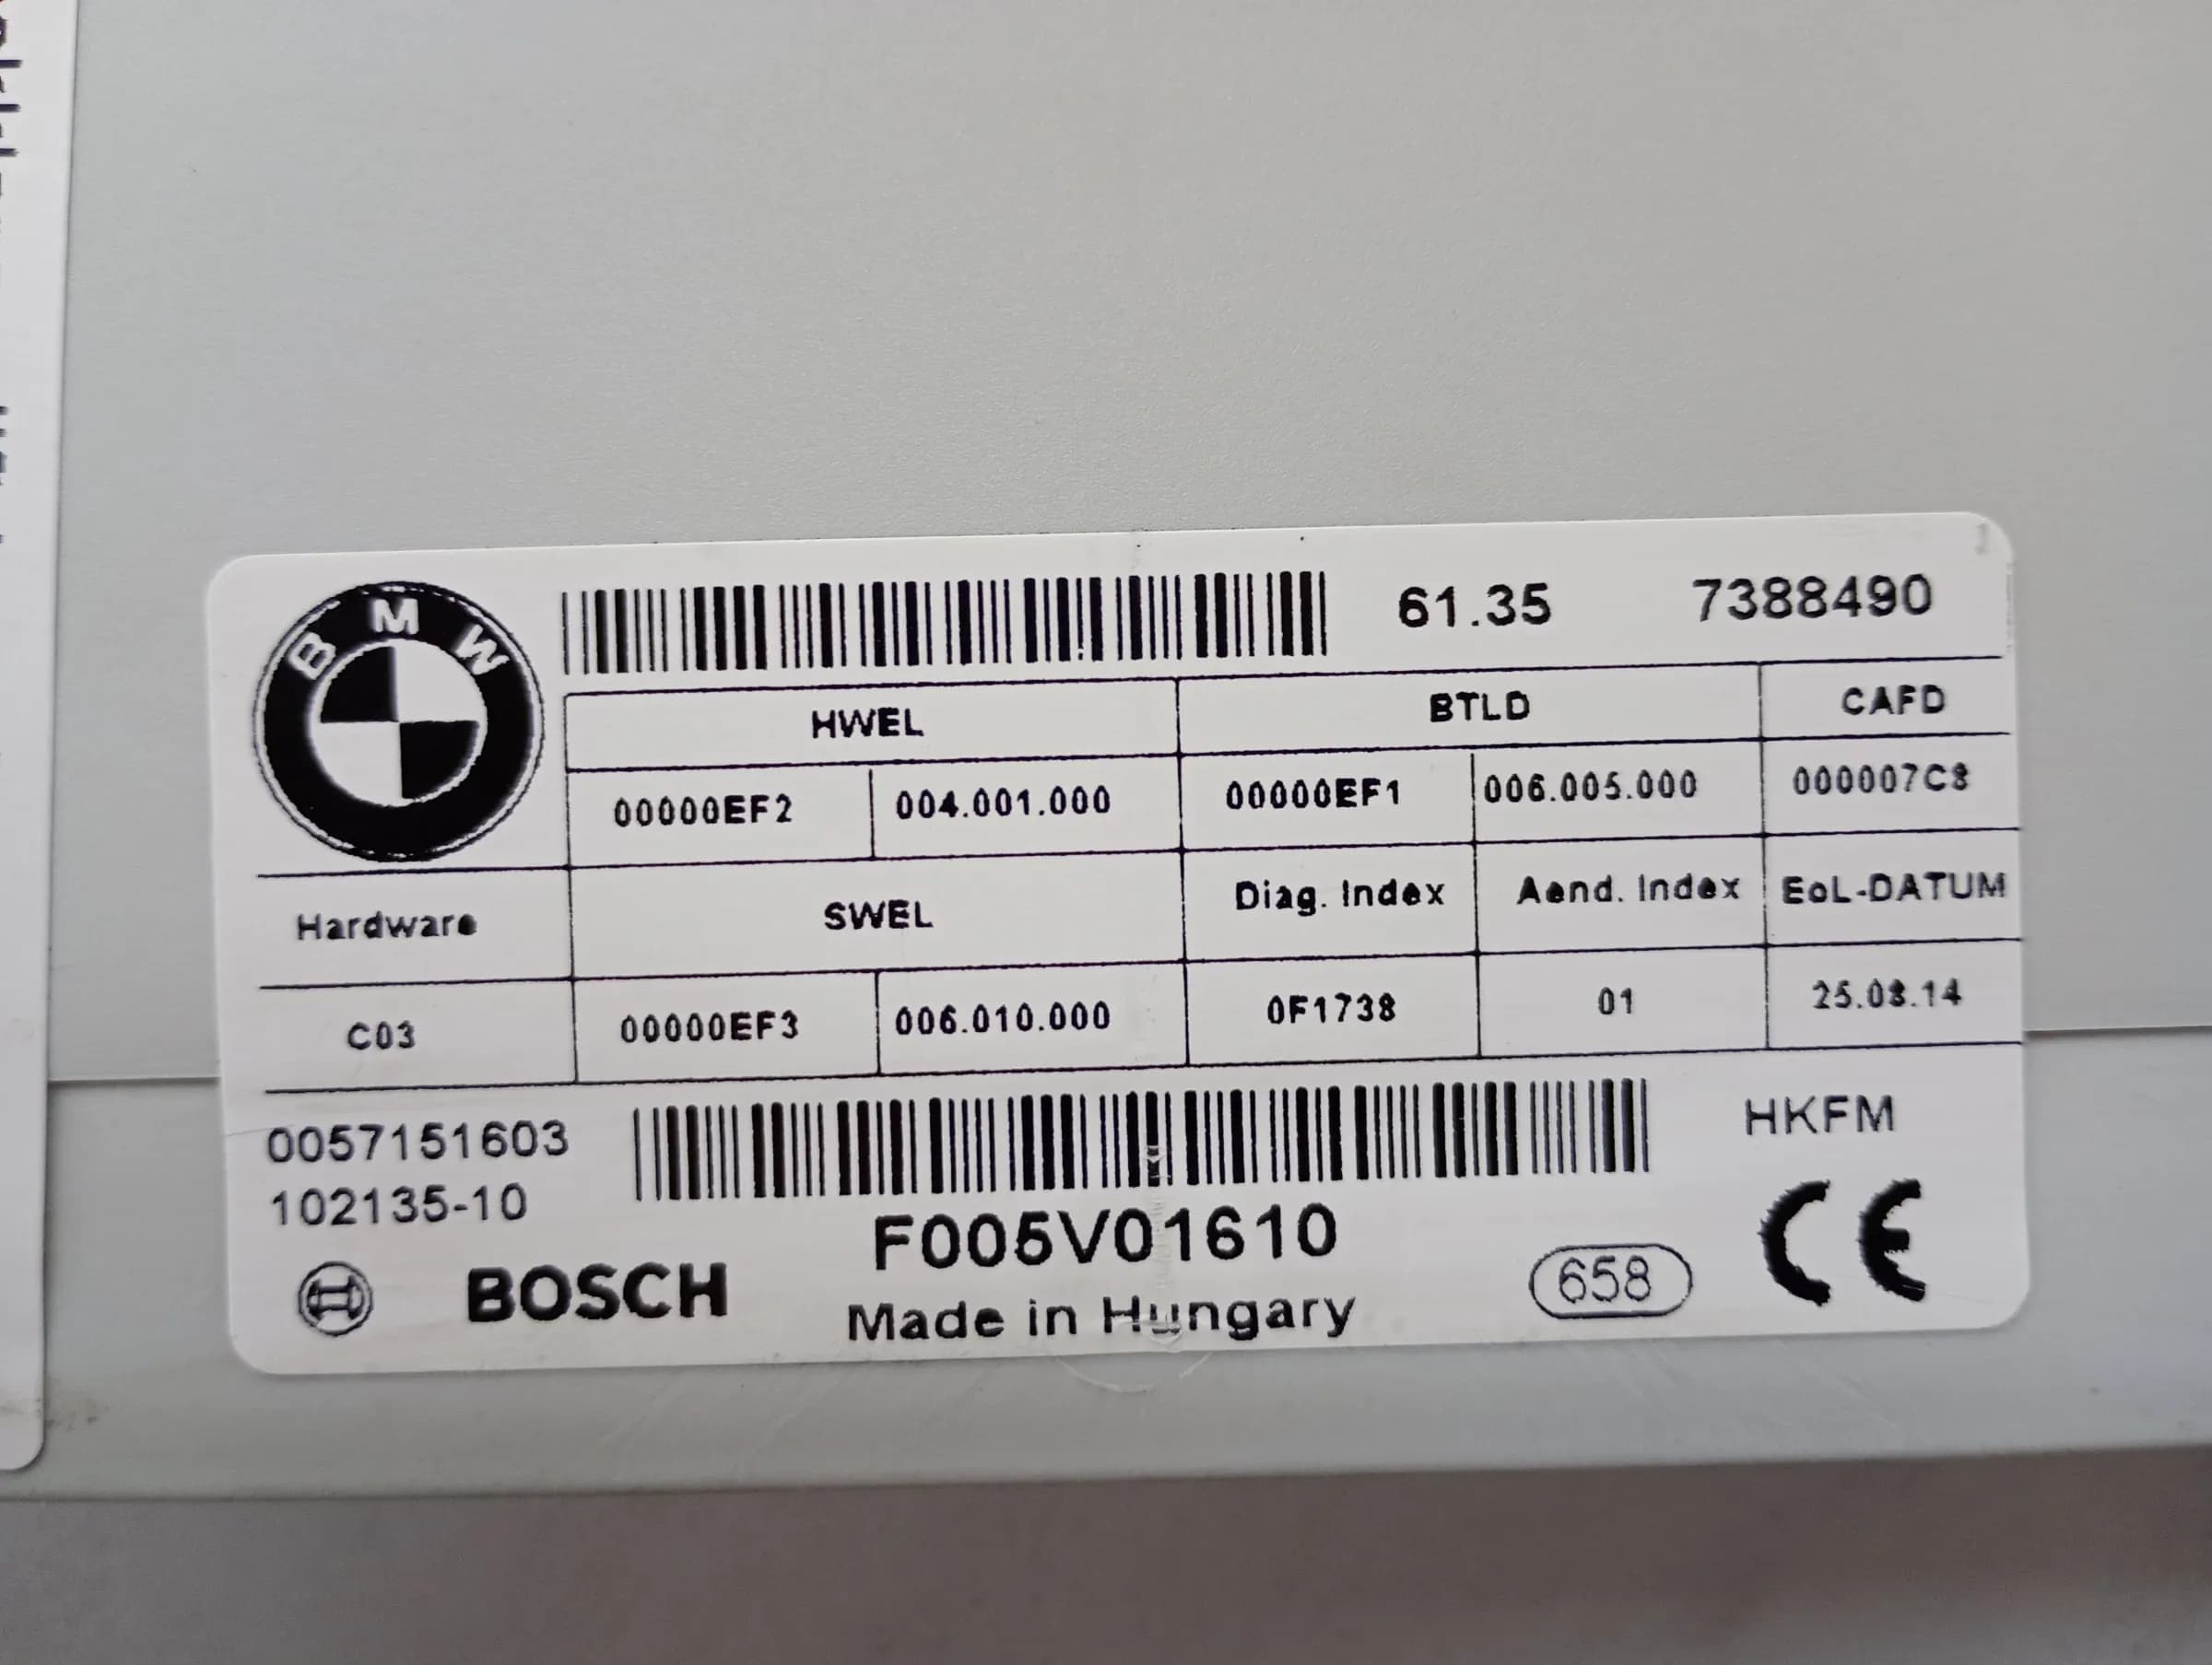 BMW
61.35 7388490
HWEL BTLD CAFD
00000EF2 004.001.000 00000EF1 006.005.000 000007C8
Hardware SWEL Diag. Index Aend. Index EoL-DATUM
C03 00000EF3 006.010.000 0F1738 01 25.08.14
0057151603 HKFM
102135-10
F005V01610
BOSCH Made in Hungary 658 CE